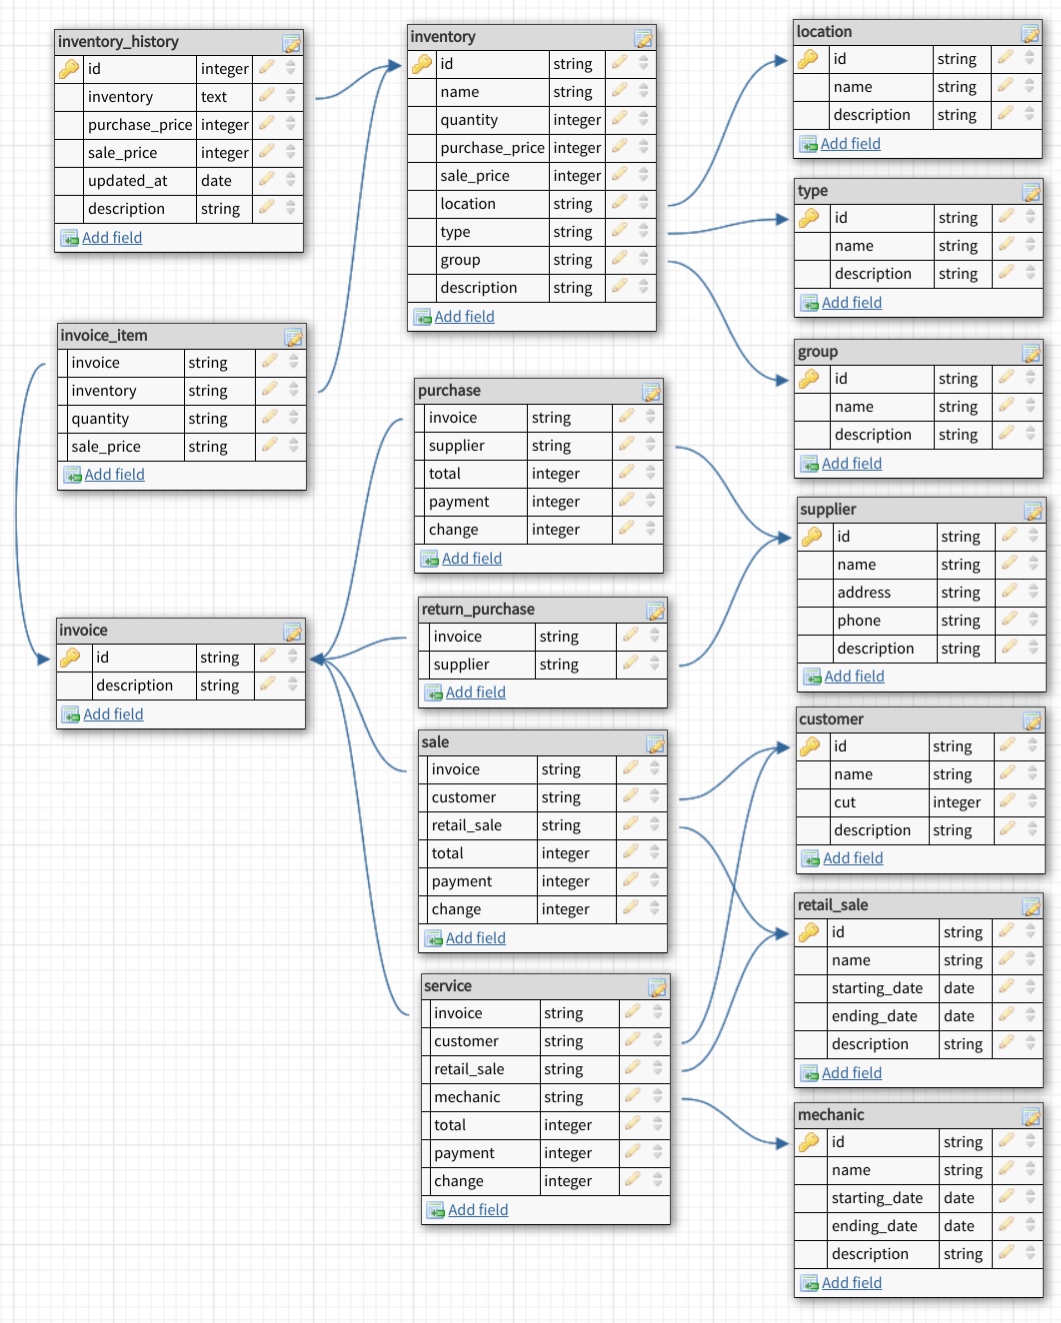 inventory_history
id integer
inventory text
purchase_price integer
sale_price integer
updated_at date
description string
Add field
invoice_item
invoice string
inventory string
quantity string
sale_price string
Add field
invoice
id string
description string
Add field
inventory
id string
name string
quantity integer
purchase_price integer
sale_price integer
location string
type string
group string
description string
Add field
purchase
invoice string
supplier string
total integer
payment integer
change integer
Add field
return_purchase
invoice string
supplier string
Add field
sale
invoice string
customer string
retail_sale string
total integer
payment integer
change integer
Add field
service
invoice string
customer string
retail_sale string
mechanic string
total integer
payment integer
change integer
Add field
location
id string
name string
description string
Add field
type
id string
name string
description string
Add field
group
id string
name string
description string
Add field
supplier
id string
name string
address string
phone string
description string
Add field
customer
id string
name string
cut integer
description string
Add field
retail_sale
id string
name string
starting_date date
ending_date date
description string
Add field
mechanic
id string
name string
starting_date date
ending_date date
description string
Add field